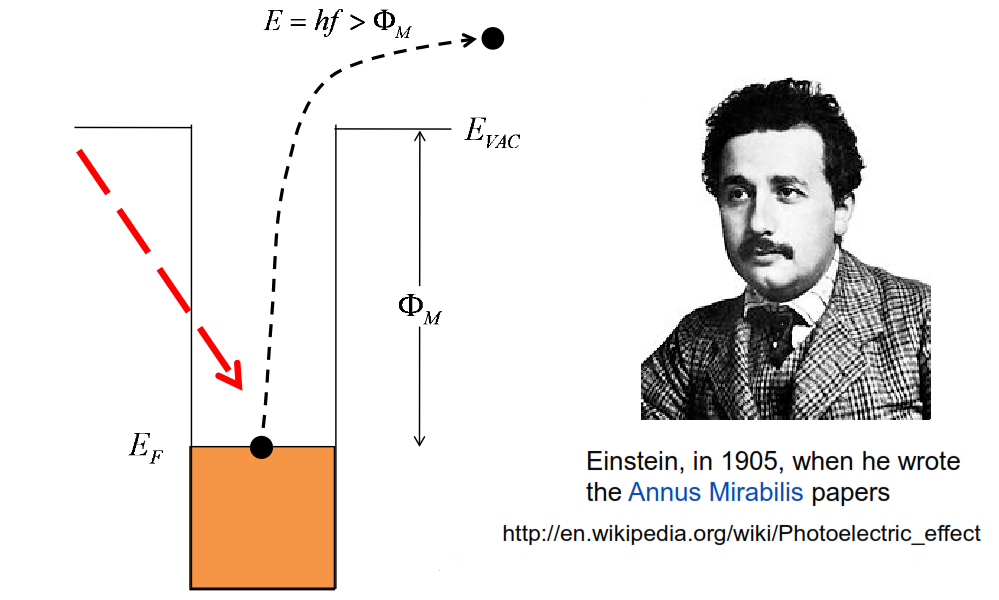 E = hf > Φ_M
E_VAC
Φ_M
E_F
Einstein, in 1905, when he wrote
the Annus Mirabilis papers
http://en.wikipedia.org/wiki/Photoelectric_effect